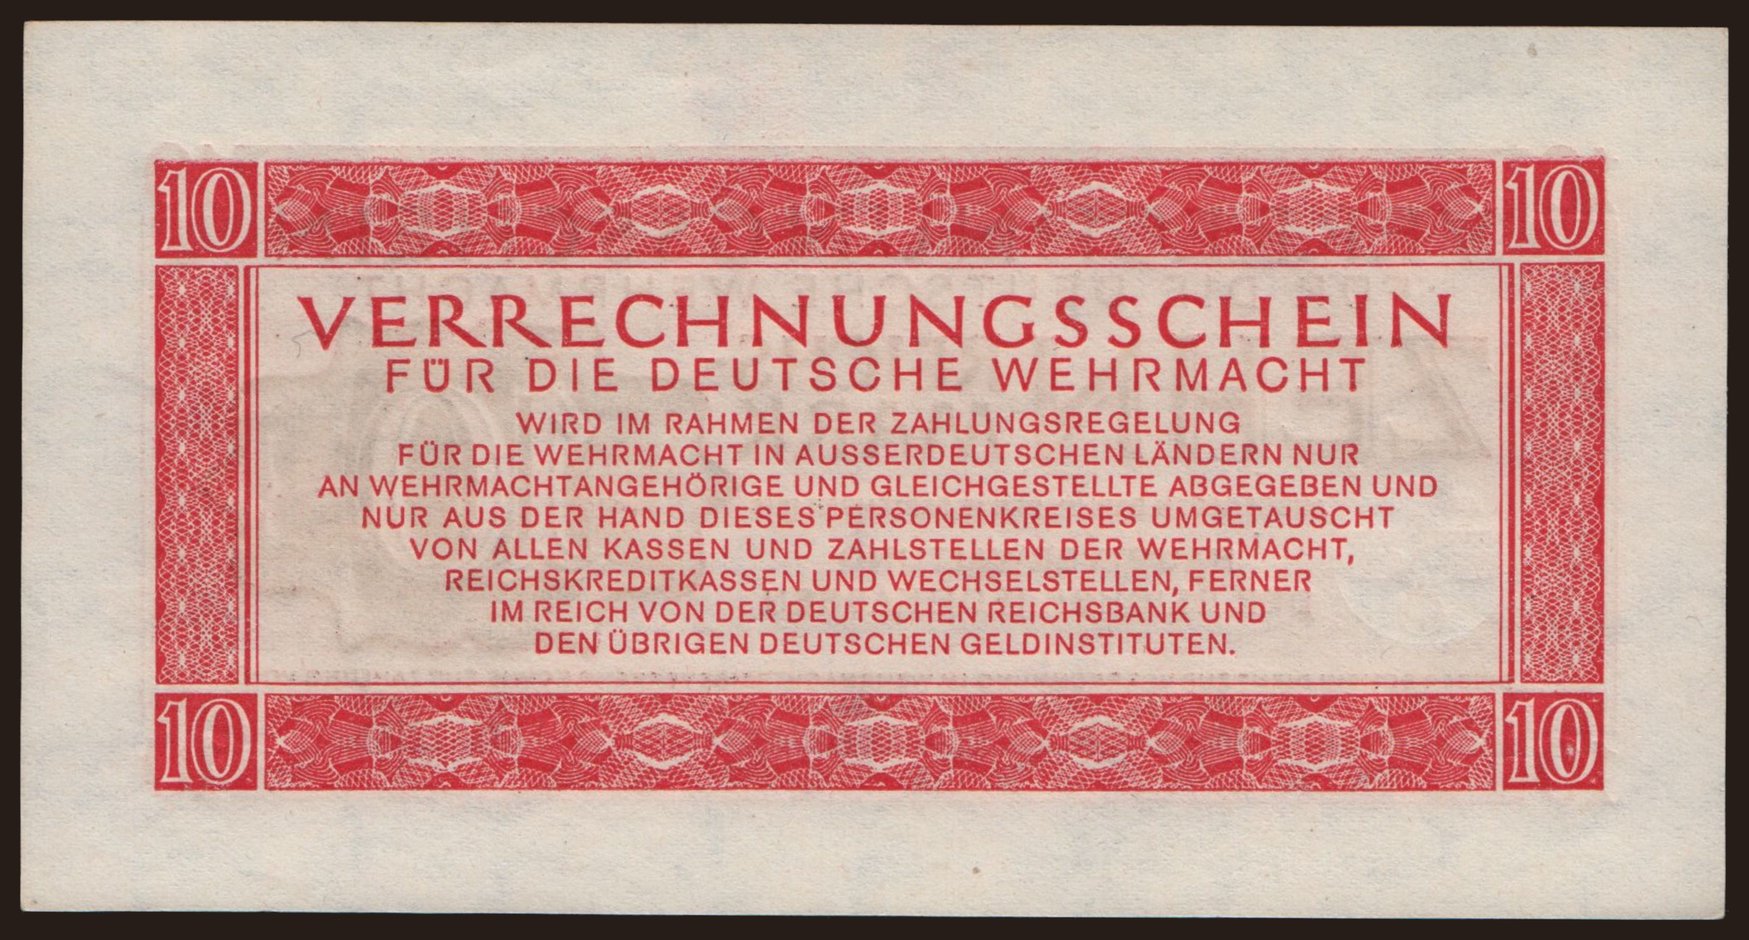 10 10
VERRECHNUNGSSCHEIN
FÜR DIE DEUTSCHE WEHRMACHT
WIRD IM RAHMEN DER ZAHLUNGSREGELUNG
FÜR DIE WEHRMACHT IN AUSSERDEUTSCHEN LÄNDERN NUR
AN WEHRMACHTANGEHÖRIGE UND GLEICHGESTELLTE ABGEGEBEN UND
NUR AUS DER HAND DIESES PERSONENKREISES UMGETAUSCHT
VON ALLEN KASSEN UND ZAHLSTELLEN DER WEHRMACHT,
REICHSKREDITKASSEN UND WECHSELSTELLEN, FERNER
IM REICH VON DER DEUTSCHEN REICHSBANK UND
DEN ÜBRIGEN DEUTSCHEN GELDINSTITUTEN.
10 10